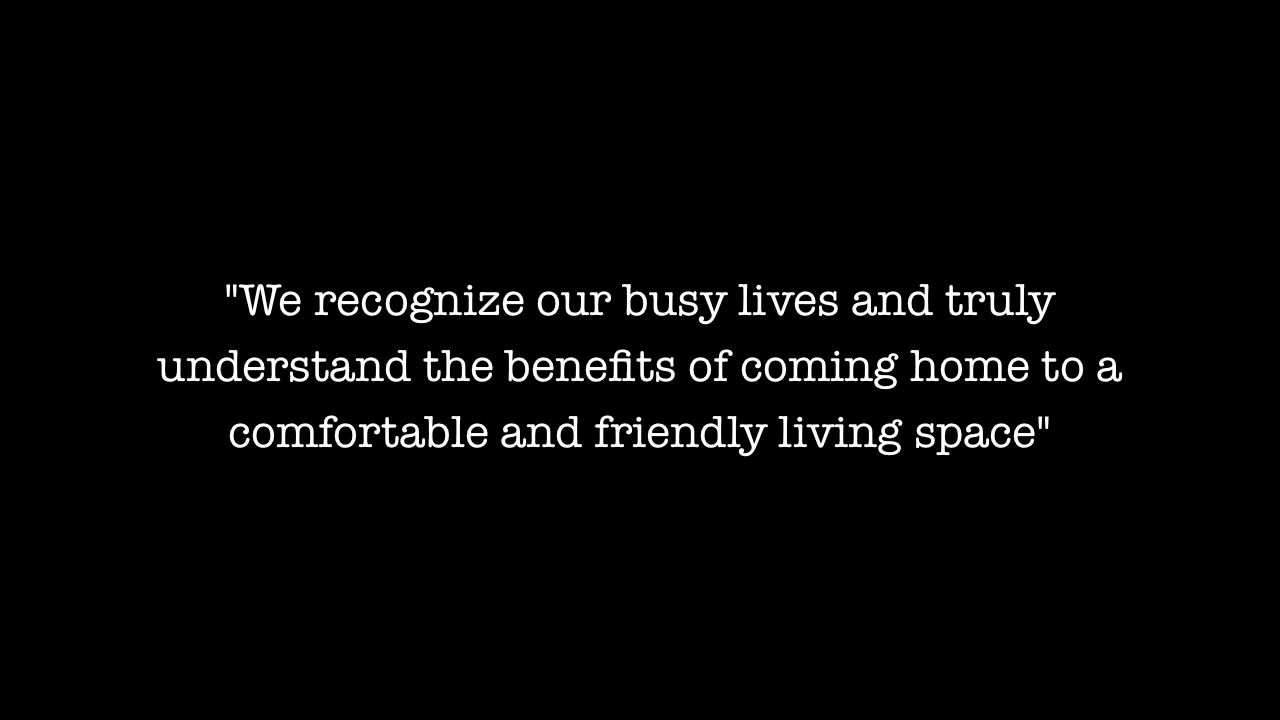 "We recognize our busy lives and truly
understand the benefits of coming home to a
comfortable and friendly living space"